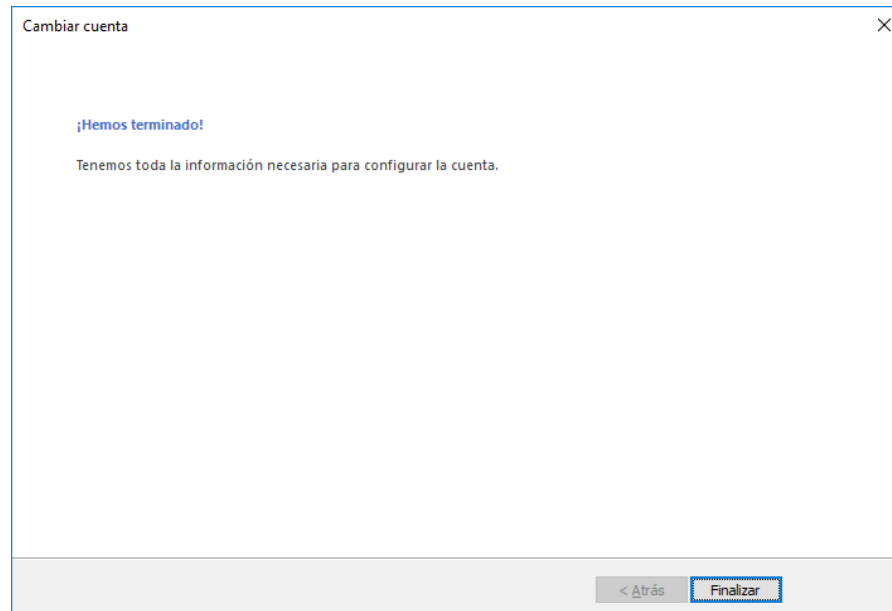 Cambiar cuenta
¡Hemos terminado!
Tenemos toda la información necesaria para configurar la cuenta.
< Atrás
Finalizar